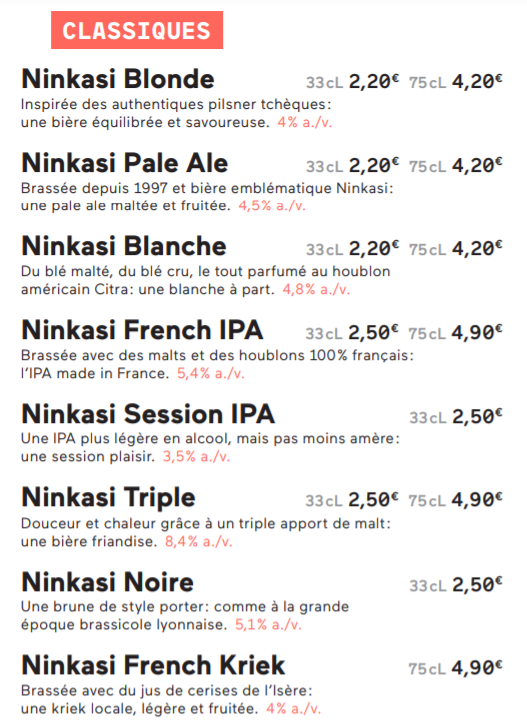 CLASSIQUES
Ninkasi Blonde 33cL 2,20€ 75cL 4,20€
Inspirée des authentiques pilsner tchèques:
une bière équilibrée et savoureuse. 4% a./v.
Ninkasi Pale Ale 33cL 2,20€ 75cL 4,20€
Brassée depuis 1997 et bière emblématique Ninkasi:
une pale ale maltée et fruitée. 4,5% a./v.
Ninkasi Blanche 33cL 2,20€ 75cL 4,20€
Du blé malté, du blé cru, le tout parfumé au houblon
américain Citra: une blanche à part. 4,8% a./v.
Ninkasi French IPA 33cL 2,50€ 75cL 4,90€
Brassée avec des malts et des houblons 100% français:
l'IPA made in France. 5,4% a./v.
Ninkasi Session IPA 33cL 2,50€
Une IPA plus légère en alcool, mais pas moins amère:
une session plaisir. 3,5% a./v.
Ninkasi Triple 33cL 2,50€ 75cL 4,90€
Douceur et chaleur grâce à un triple apport de malt:
une bière friandise. 8,4% a./v.
Ninkasi Noire 33cL 2,50€
Une brune de style porter: comme à la grande
époque brassicole lyonnaise. 5,1% a./v.
Ninkasi French Kriek 75cL 4,90€
Brassée avec du jus de cerises de l'Isère:
une kriek locale, légère et fruitée. 4% a./v.